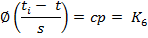 Ø((tᵢ − t)/s) = cp = K₆